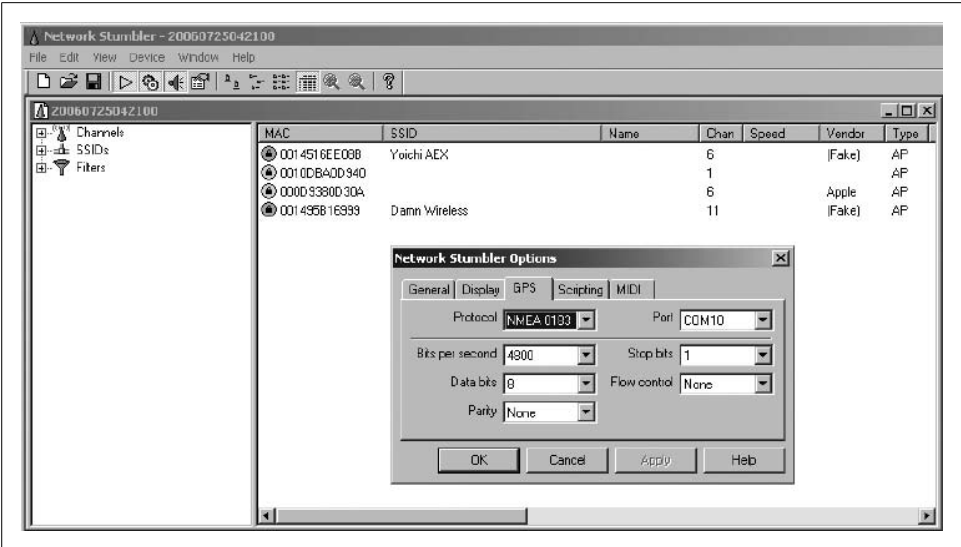 Network Stumbler - 20060725042100
File Edit View Device Window Help
20060725042100
Channels
SSIDs
Filters
MAC SSID Name Chan Speed Vendor Type
0014516EE08B Yoichi AEX 6 (Fake) AP
0010DBA0D940 1 AP
000D9380D30A 6 Apple AP
001495B16999 Damn Wireless 11 (Fake) AP
Network Stumbler Options
General Display GPS Scripting MIDI
Protocol NMEA 0183 Port COM10
Bits per second 4800 Stop bits 1
Data bits 8 Flow control None
Parity None
OK Cancel Apply Help